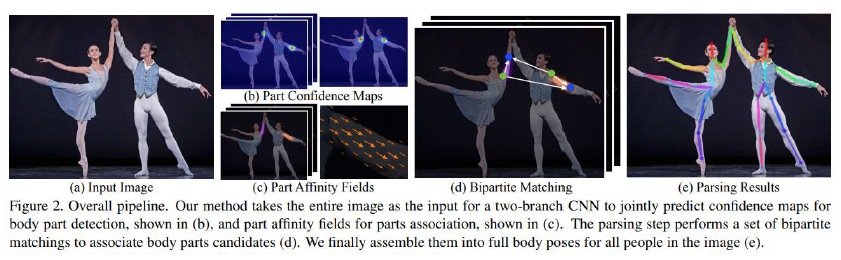 (b) Part Confidence Maps
(a) Input Image
(c) Part Affinity Fields
(d) Bipartite Matching
(e) Parsing Results
Figure 2. Overall pipeline. Our method takes the entire image as the input for a two-branch CNN to jointly predict confidence maps for
body part detection, shown in (b), and part affinity fields for parts association, shown in (c). The parsing step performs a set of bipartite
matchings to associate body parts candidates (d). We finally assemble them into full body poses for all people in the image (e).